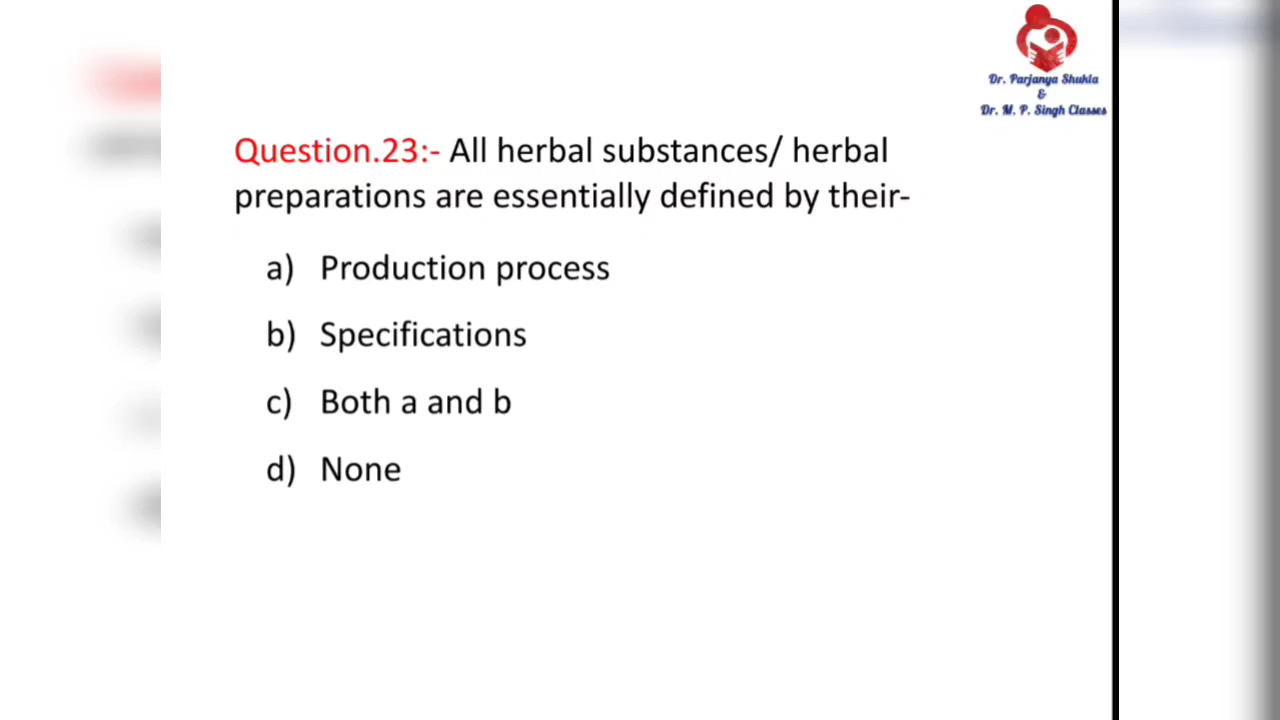 Dr. Parjanya Shukla
&
Dr. M. P. Singh Classes
Question.23:- All herbal substances/ herbal
preparations are essentially defined by their-
a) Production process
b) Specifications
c) Both a and b
d) None